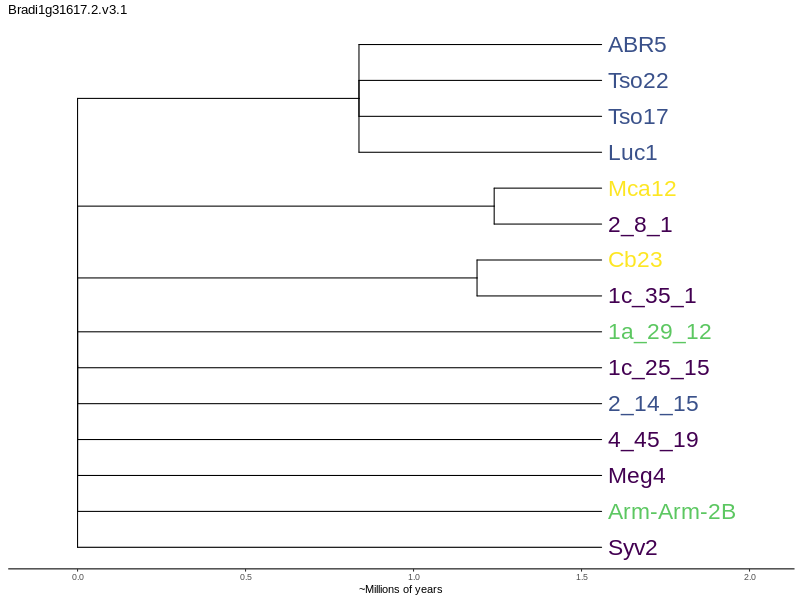 Bradi1g31617.2.v3.1
ABR5
Tso22
Tso17
Luc1
Mca12
2_8_1
Cb23
1c_35_1
1a_29_12
1c_25_15
2_14_15
4_45_19
Meg4
Arm-Arm-2B
Syv2
0.0 0.5 1.0 1.5 2.0
~Millions of years